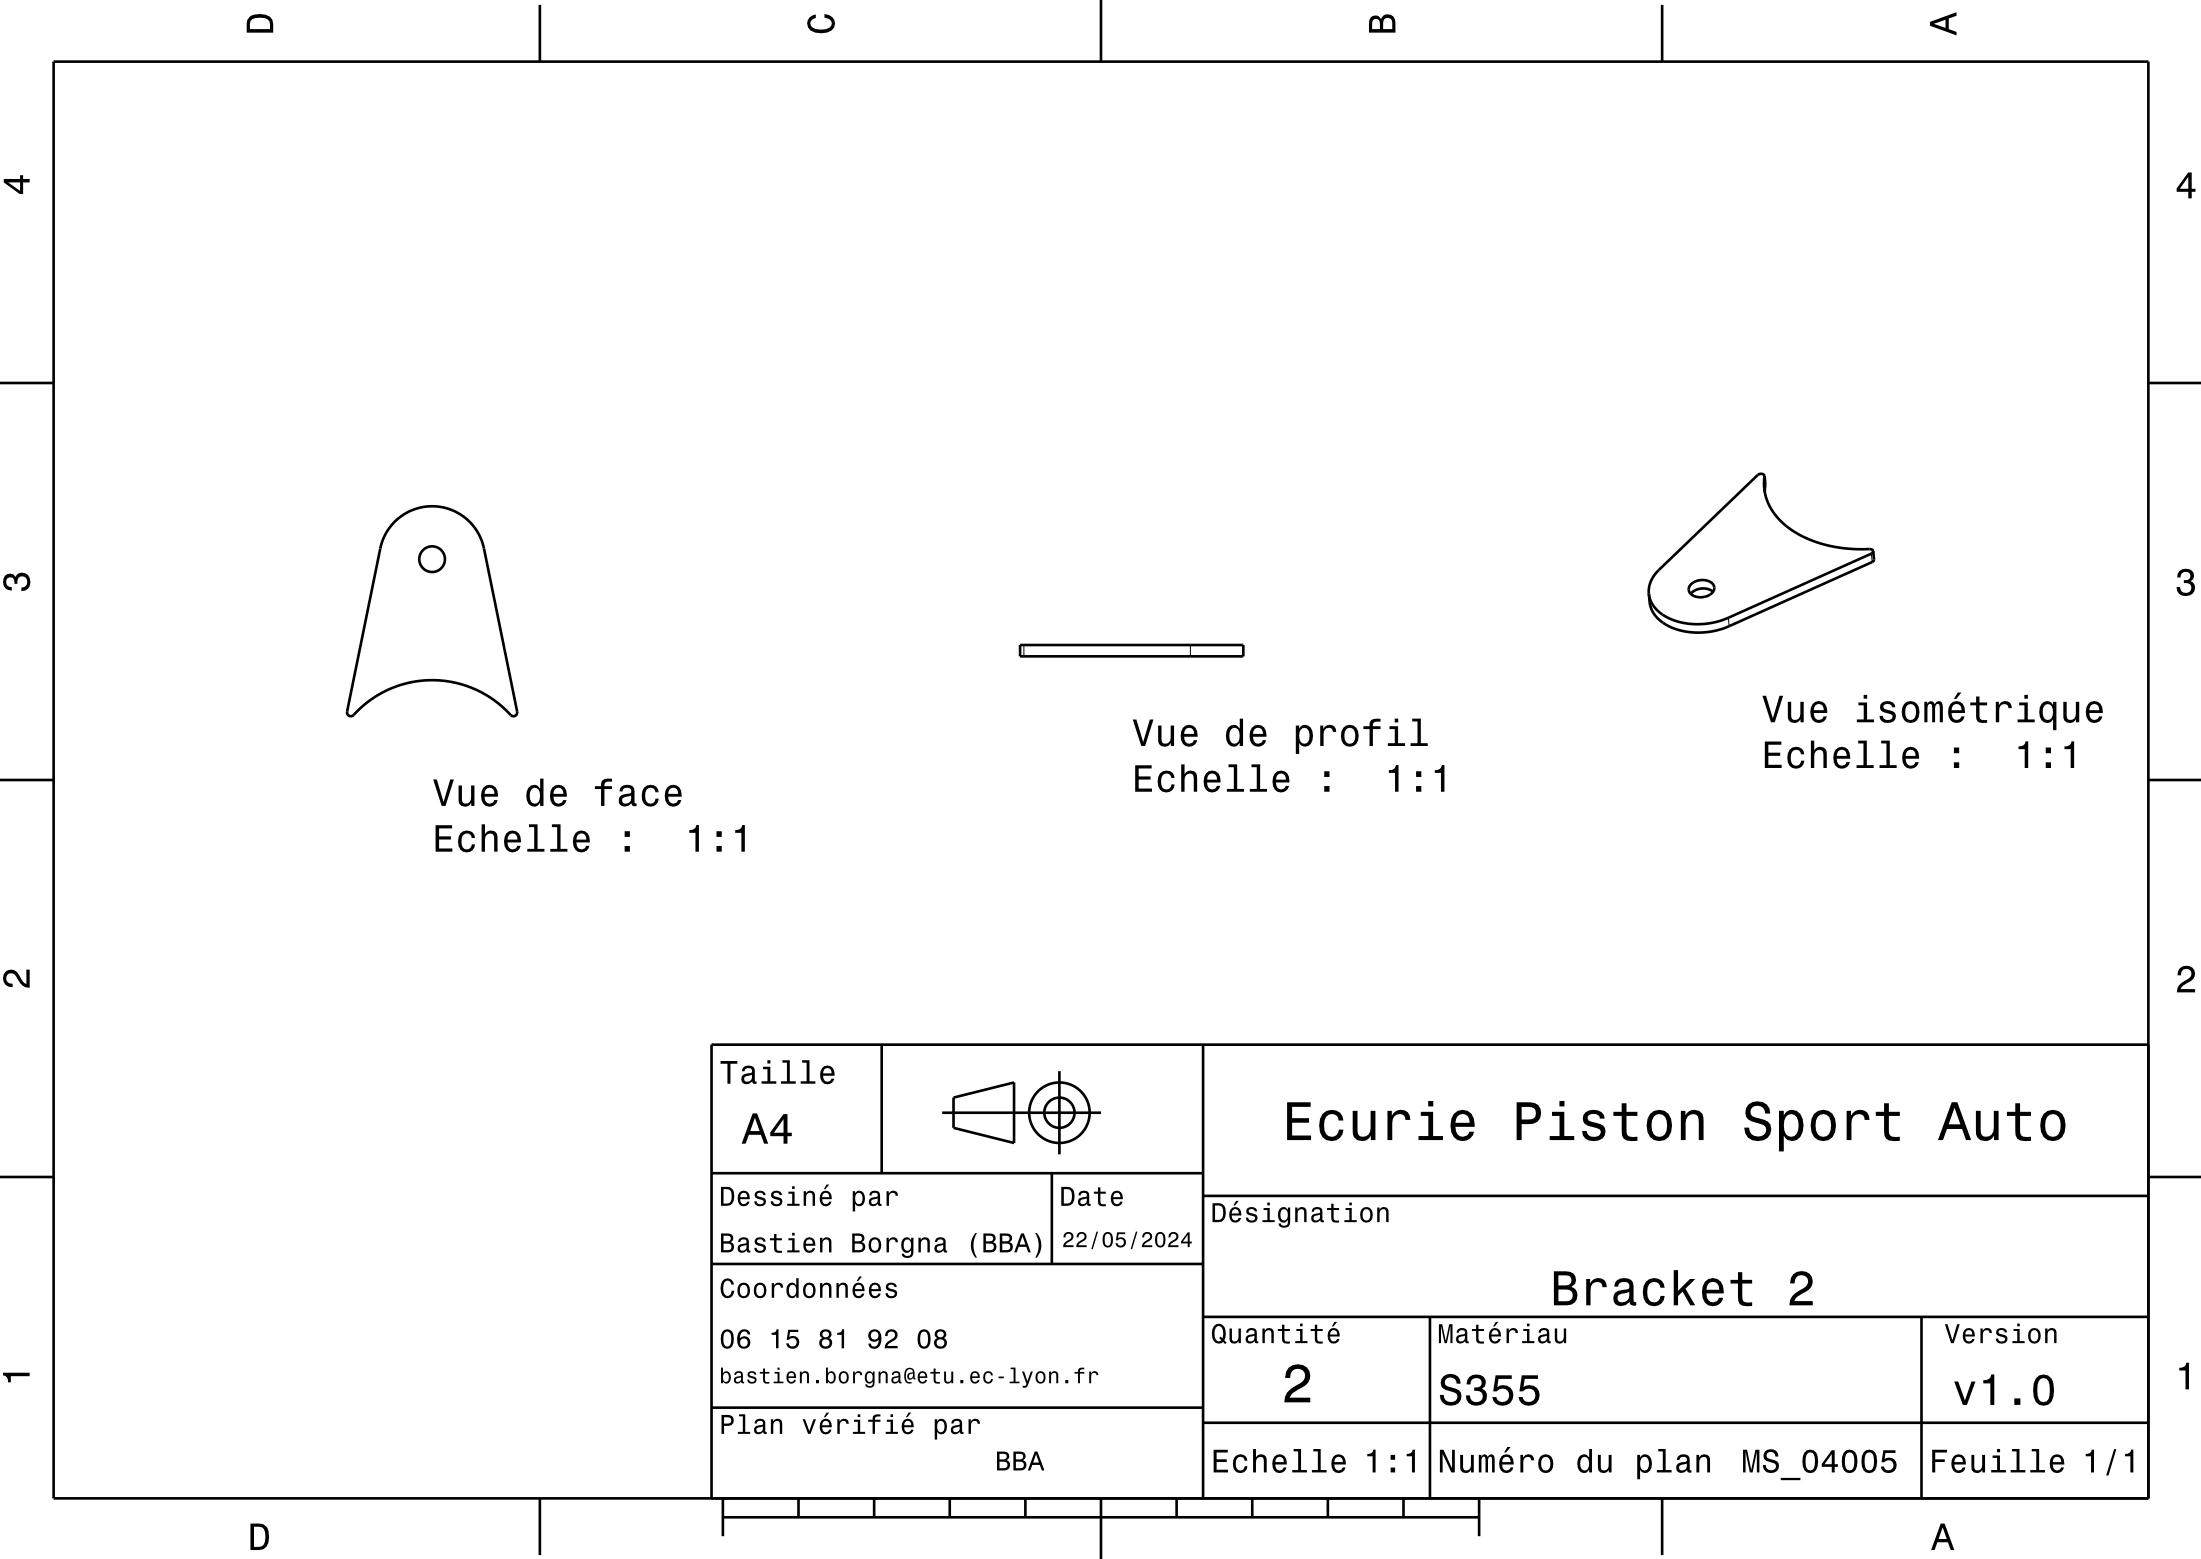 D C B A
4 4
3 3
Vue de face
Echelle :  1:1
Vue de profil
Echelle :  1:1
Vue isométrique
Echelle :  1:1
2 2
1 1
Taille
A4
Dessiné par
Bastien Borgna (BBA)
Date
22/05/2024
Coordonnées
06 15 81 92 08
bastien.borgna@etu.ec-lyon.fr
Plan vérifié par
BBA
Ecurie Piston Sport Auto
Désignation
Bracket 2
Quantité
2
Matériau
S355
Version
v1.0
Echelle 1:1
Numéro du plan MS_04005
Feuille 1/1
D A